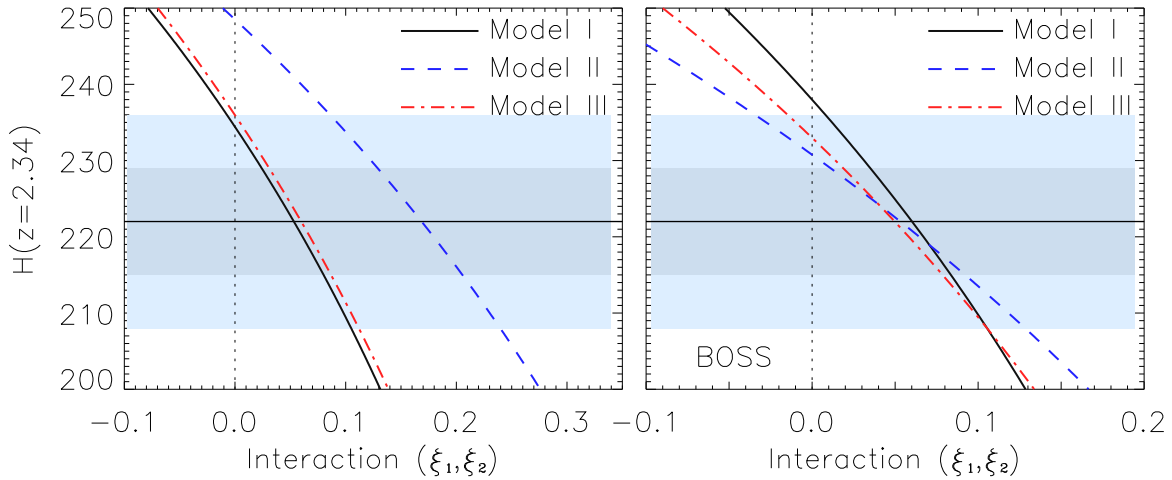 H(z=2.34)
250
240
230
220
210
200
Model I
Model II
Model III
-0.1 0.0 0.1 0.2 0.3
Interaction (ξ₁,ξ₂)
Model I
Model II
Model III
BOSS
-0.1 0.0 0.1 0.2
Interaction (ξ₁,ξ₂)